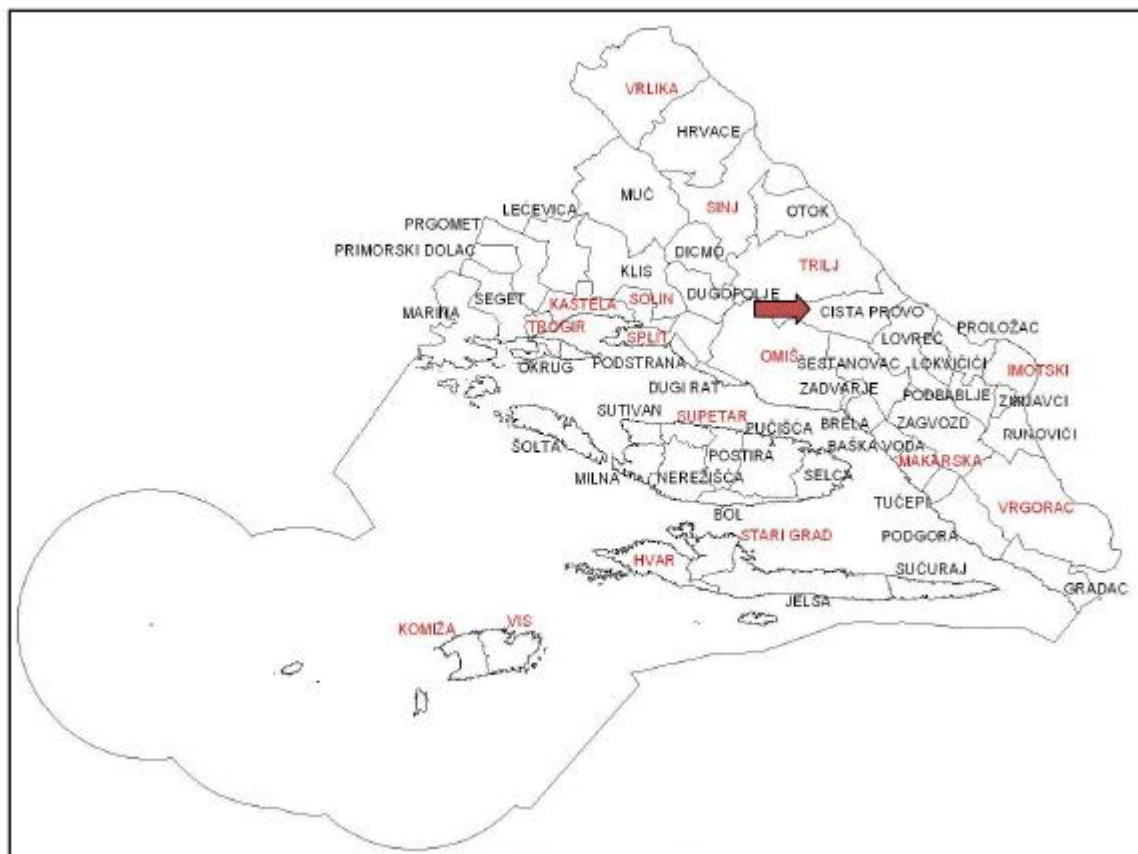 VRLIKA
HRVACE
MUĆ
SINJ
OTOK
LEĆEVICA
PRGOMET
PRIMORSKI DOLAC
DICMO
KLIS
TRILJ
SEGET
MARINA
KAŠTELA
SOLIN
DUGOPOLJE
CISTA PROVO
TROGIR
SPLIT
LOVREĆ
PROLOŽAC
OKRUG
PODSTRANA
OMIŠ
ŠESTANOVAC
LOKVIČIĆI
IMOTSKI
DUGI RAT
ZADVARJE
PODBABLJE
ZMIJAVCI
SUTIVAN
SUPETAR
PUČIŠĆA
BRELA
ZAGVOZD
RUNOVIĆI
ŠOLTA
POSTIRA
BAŠKA VODA
MAKARSKA
MILNA
NEREŽIŠĆA
SELCA
TUČEPI
VRGORAC
BOL
STARI GRAD
PODGORA
HVAR
SUĆURAJ
GRADAC
JELSA
KOMIŽA
VIS